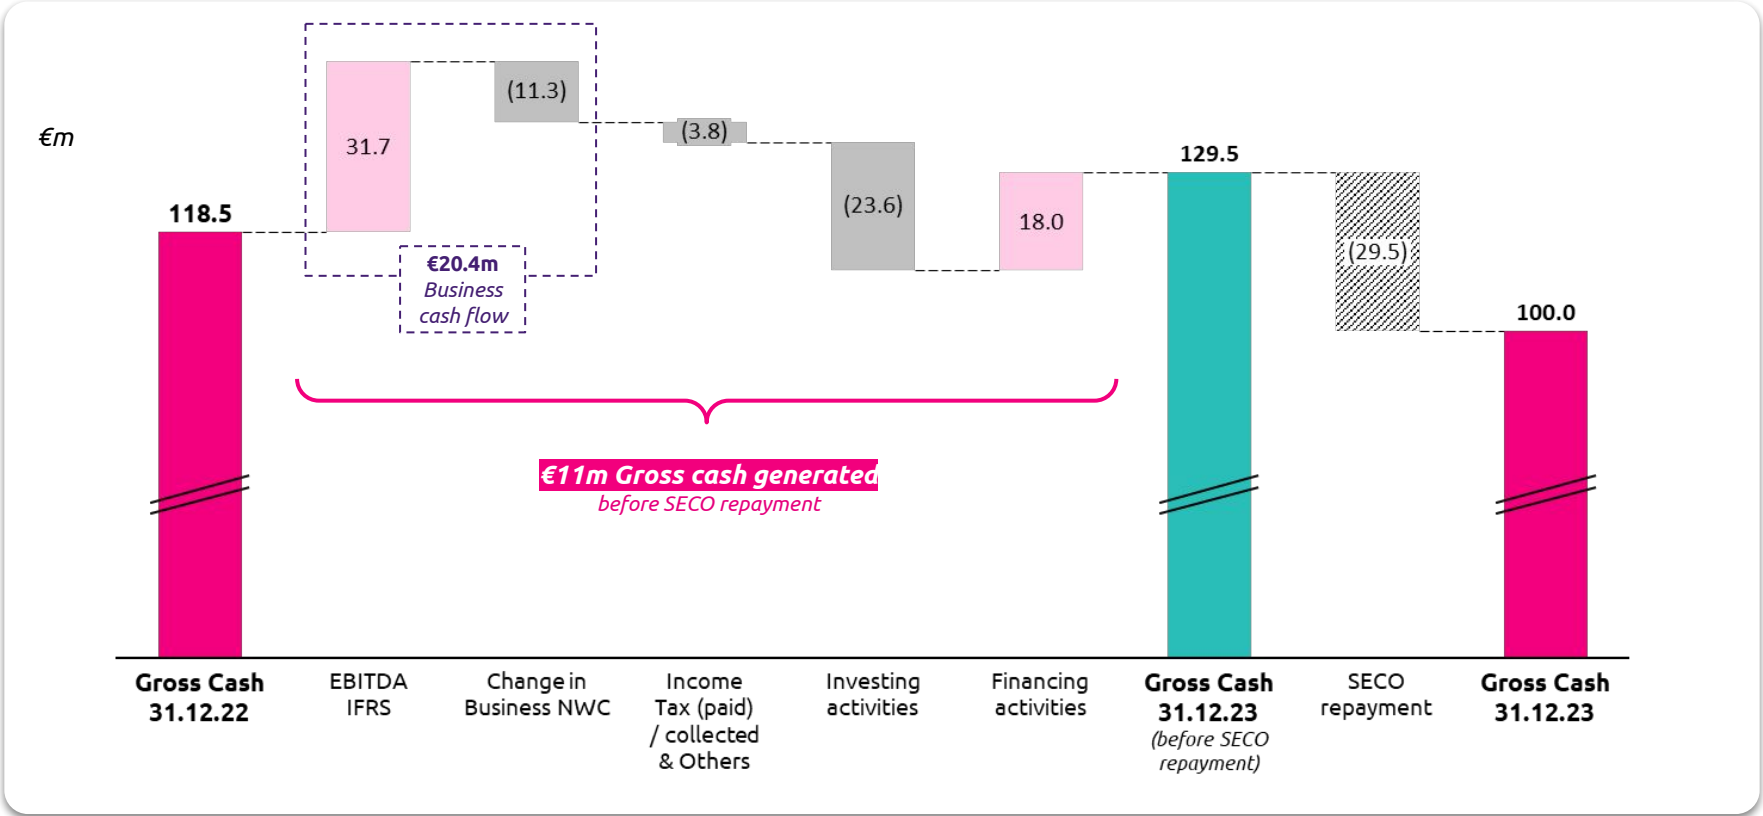 €m
118.5
31.7
(11.3)
(3.8)
(23.6)
18.0
129.5
(29.5)
100.0
€20.4m
Business
cash flow
€11m Gross cash generated
before SECO repayment
Gross Cash
31.12.22
EBITDA
IFRS
Change in
Business NWC
Income
Tax (paid)
/ collected
& Others
Investing
activities
Financing
activities
Gross Cash
31.12.23
(before SECO
repayment)
SECO
repayment
Gross Cash
31.12.23